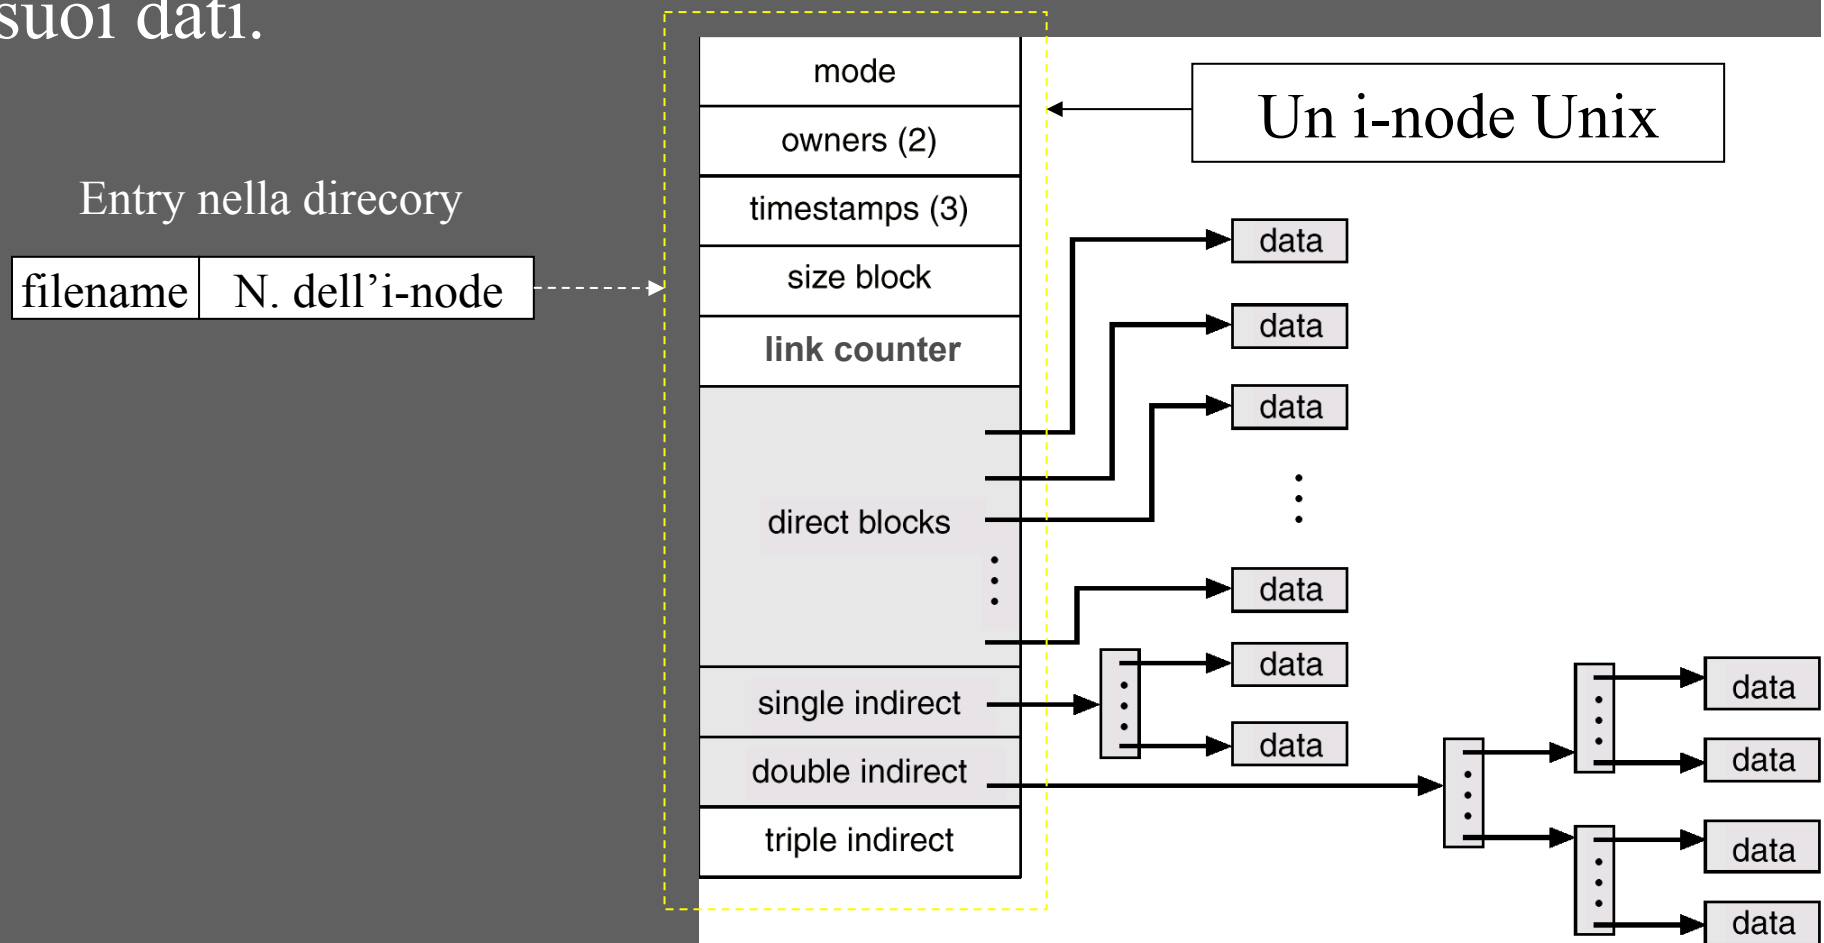 suoi dati.
mode
Un i-node Unix
owners (2)
Entry nella direcory
timestamps (3)
data
filename N. dell’i-node
size block
data
link counter
data
direct blocks
data
data
single indirect
data
data
double indirect
data
triple indirect
data
data